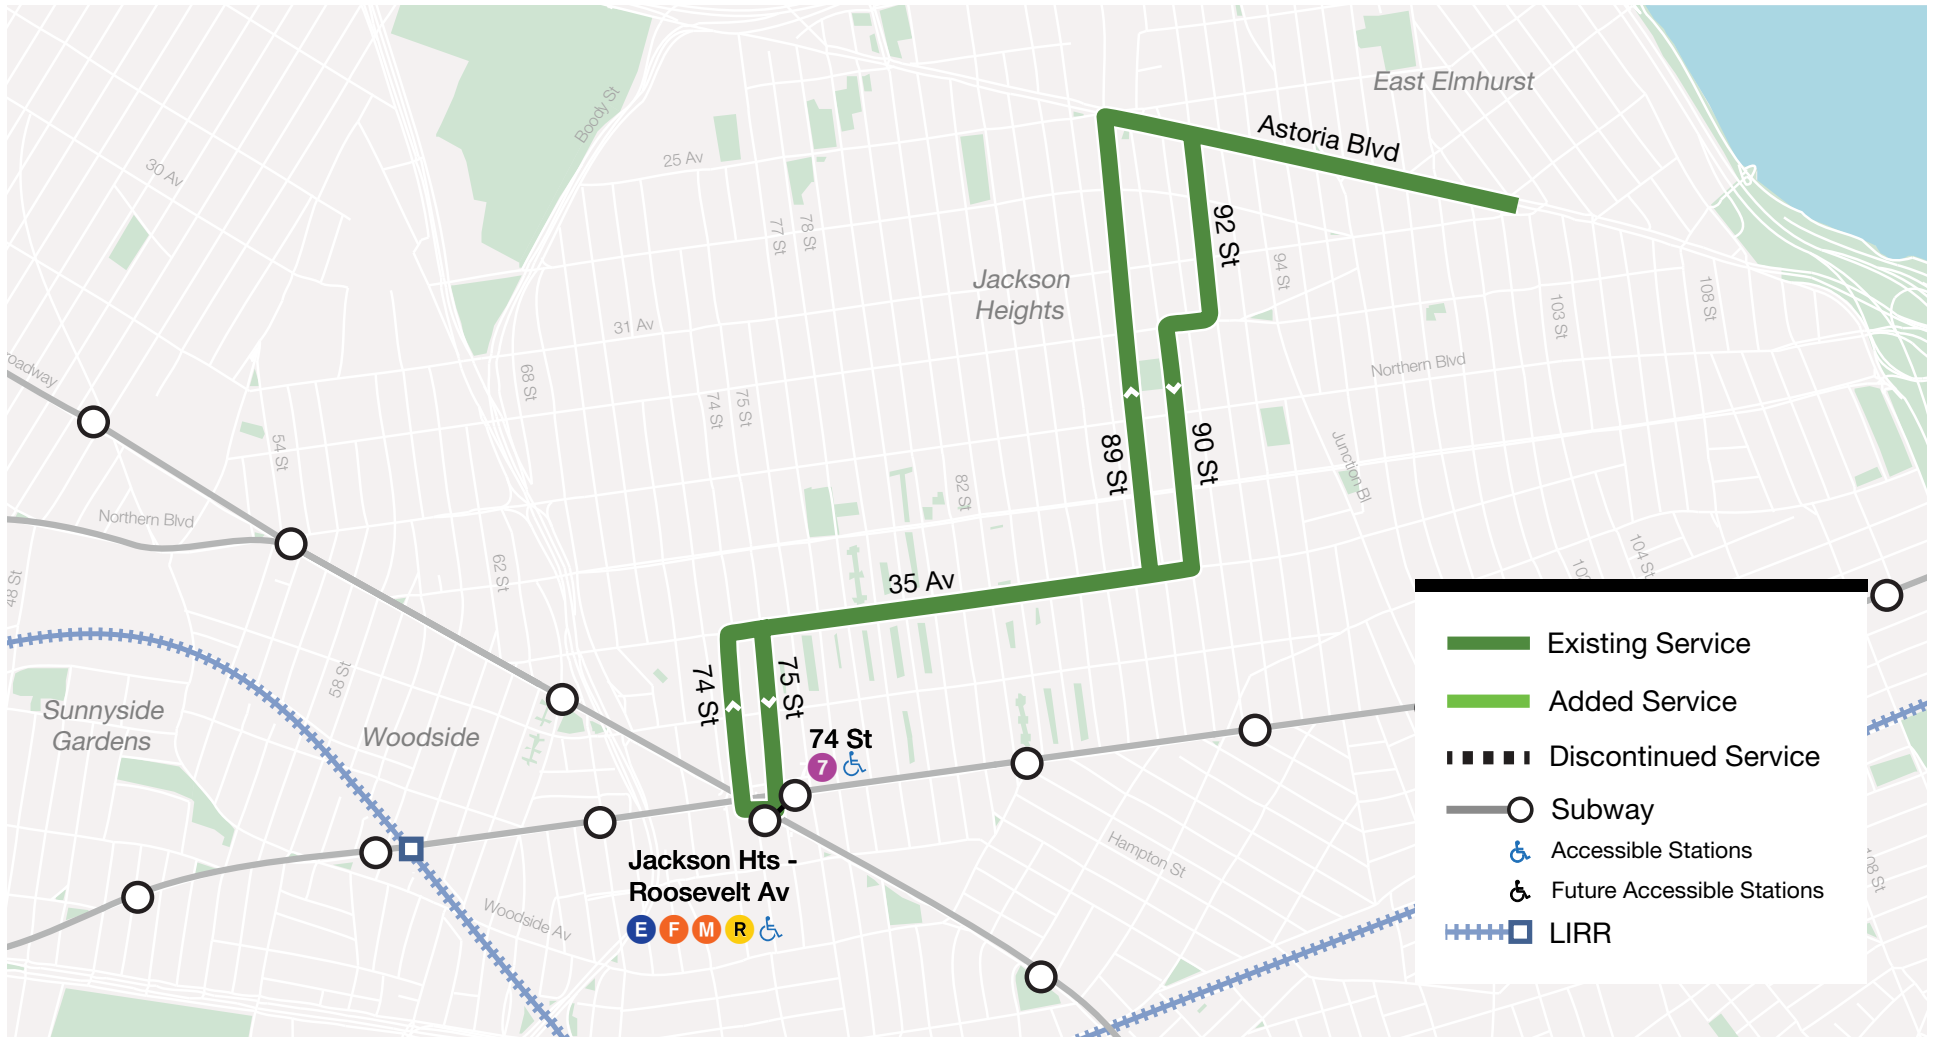 East Elmhurst
Boody St
Astoria Blvd
25 Av
30 Av
77 St
78 St
92 St
94 St
Jackson
Heights
108 St
103 St
31 Av
Northern Blvd
68 St
74 St
75 St
54 St
89 St
90 St
Junction Bl
82 St
Northern Blvd
62 St
104 St
48 St
35 Av
58 St
74 St
75 St
Sunnyside
Gardens
Woodside
74 St
7
Jackson Hts -
Roosevelt Av
E F M R
Woodside Av
Hampton St
108 St
Existing Service
Added Service
Discontinued Service
Subway
Accessible Stations
Future Accessible Stations
LIRR